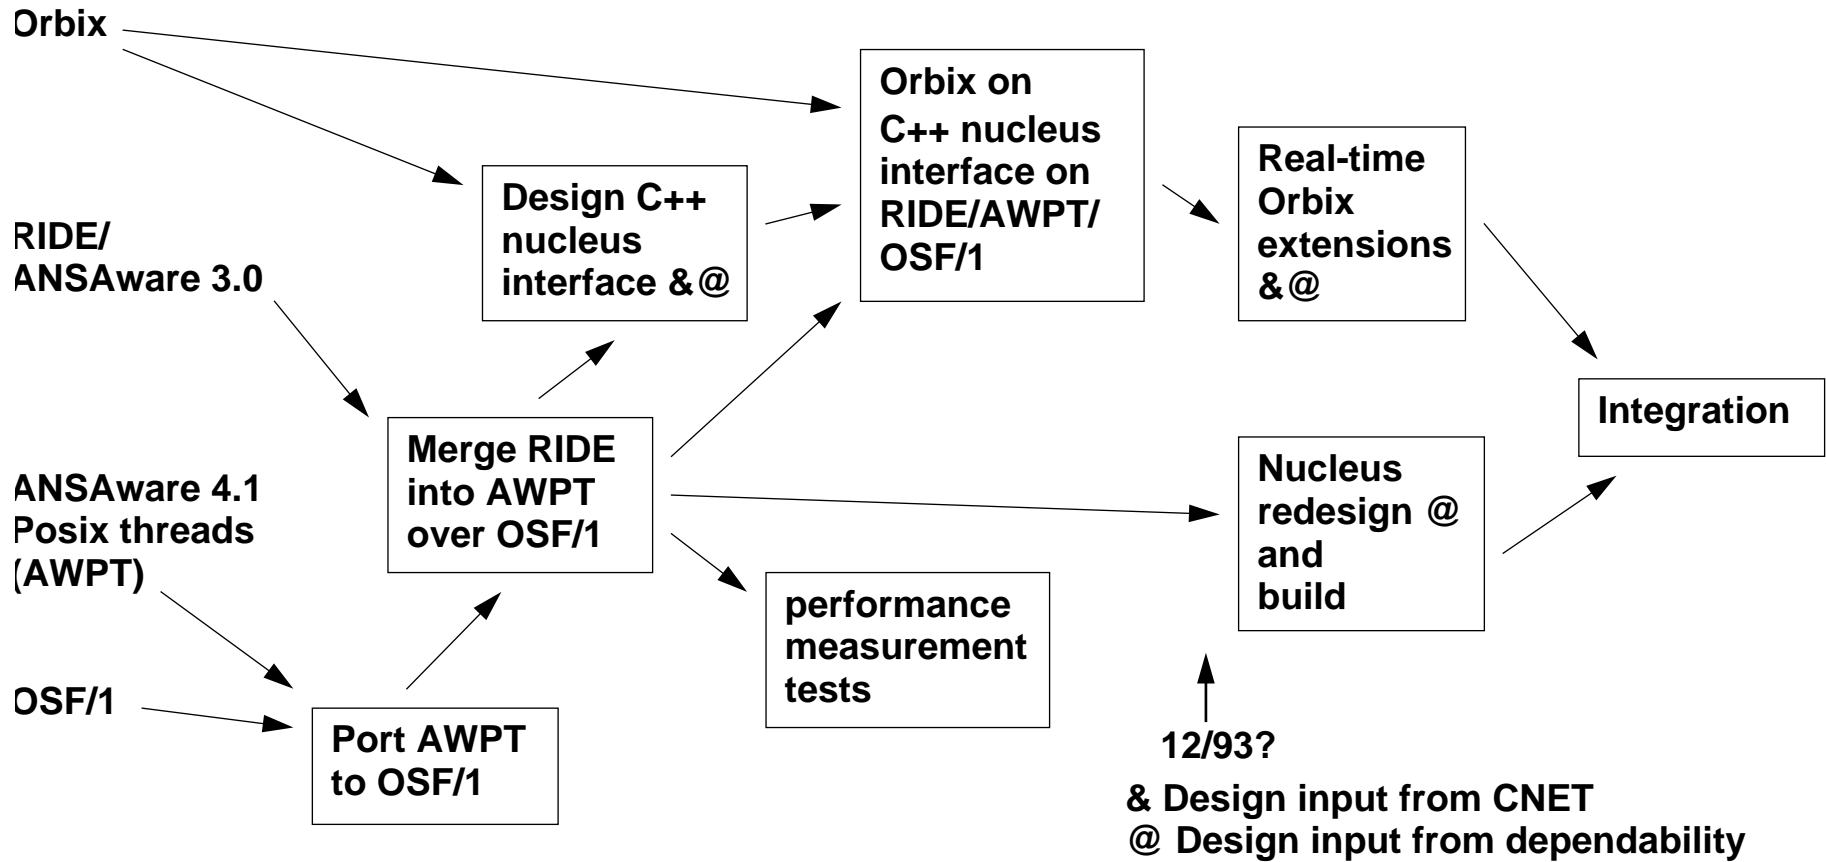 Orbix
Orbix on
C++ nucleus
interface on
RIDE/AWPT/
OSF/1
Real-time
Orbix
extensions
&@
Design C++
nucleus
interface &@
RIDE/
ANSAware 3.0
Integration
Merge RIDE
into AWPT
over OSF/1
Nucleus
redesign @
and
build
ANSAware 4.1
Posix threads
(AWPT)
performance
measurement
tests
OSF/1
Port AWPT
to OSF/1
12/93?
& Design input from CNET
@ Design input from dependability